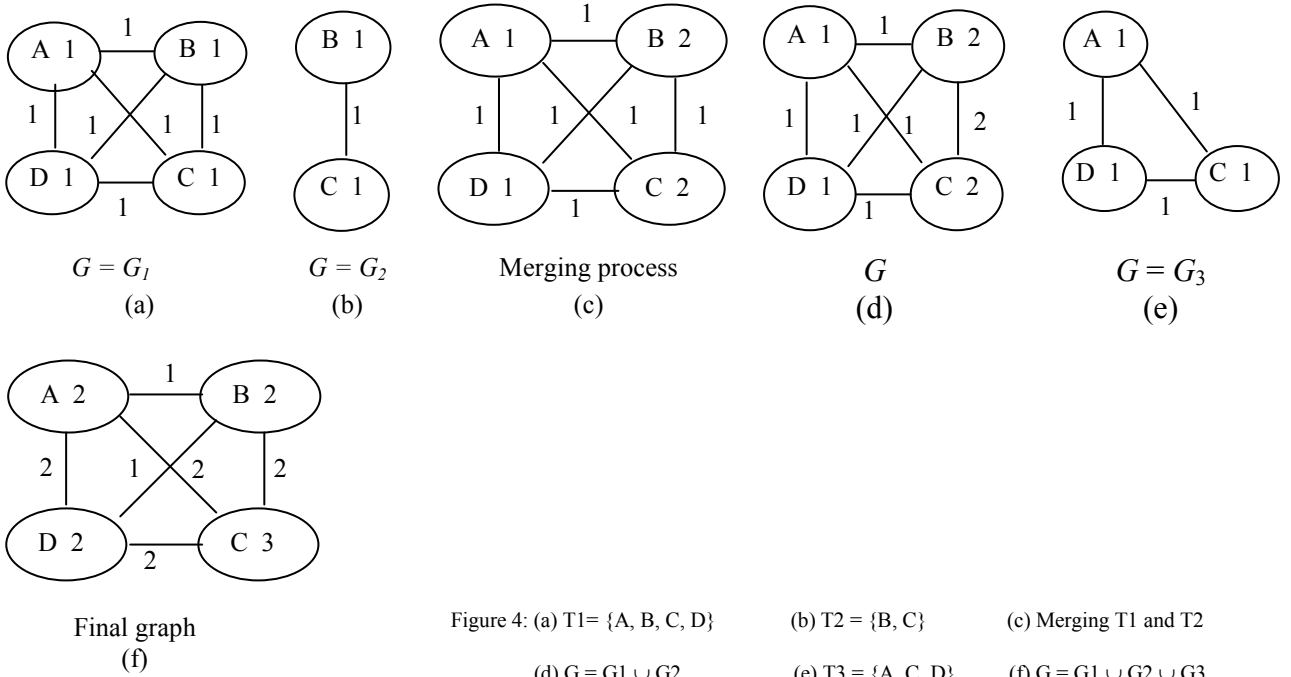 A 1
1
B 1
1
1
1
1
D 1
1
C 1
G = G1
(a)
B 1
1
C 1
G = G2
(b)
A 1
1
B 2
1
1
1
1
D 1
1
C 2
Merging process
(c)
A 1
1
B 2
1
1
1
2
D 1
1
C 2
G
(d)
A 1
1
1
D 1
1
C 1
G = G3
(e)
A 2
1
B 2
2
1
2
2
D 2
2
C 3
Final graph
(f)
Figure 4: (a) T1= {A, B, C, D} (b) T2 = {B, C} (c) Merging T1 and T2
(d) G = G1 ∪ G2 (e) T3 = {A, C, D} (f) G = G1 ∪ G2 ∪ G3